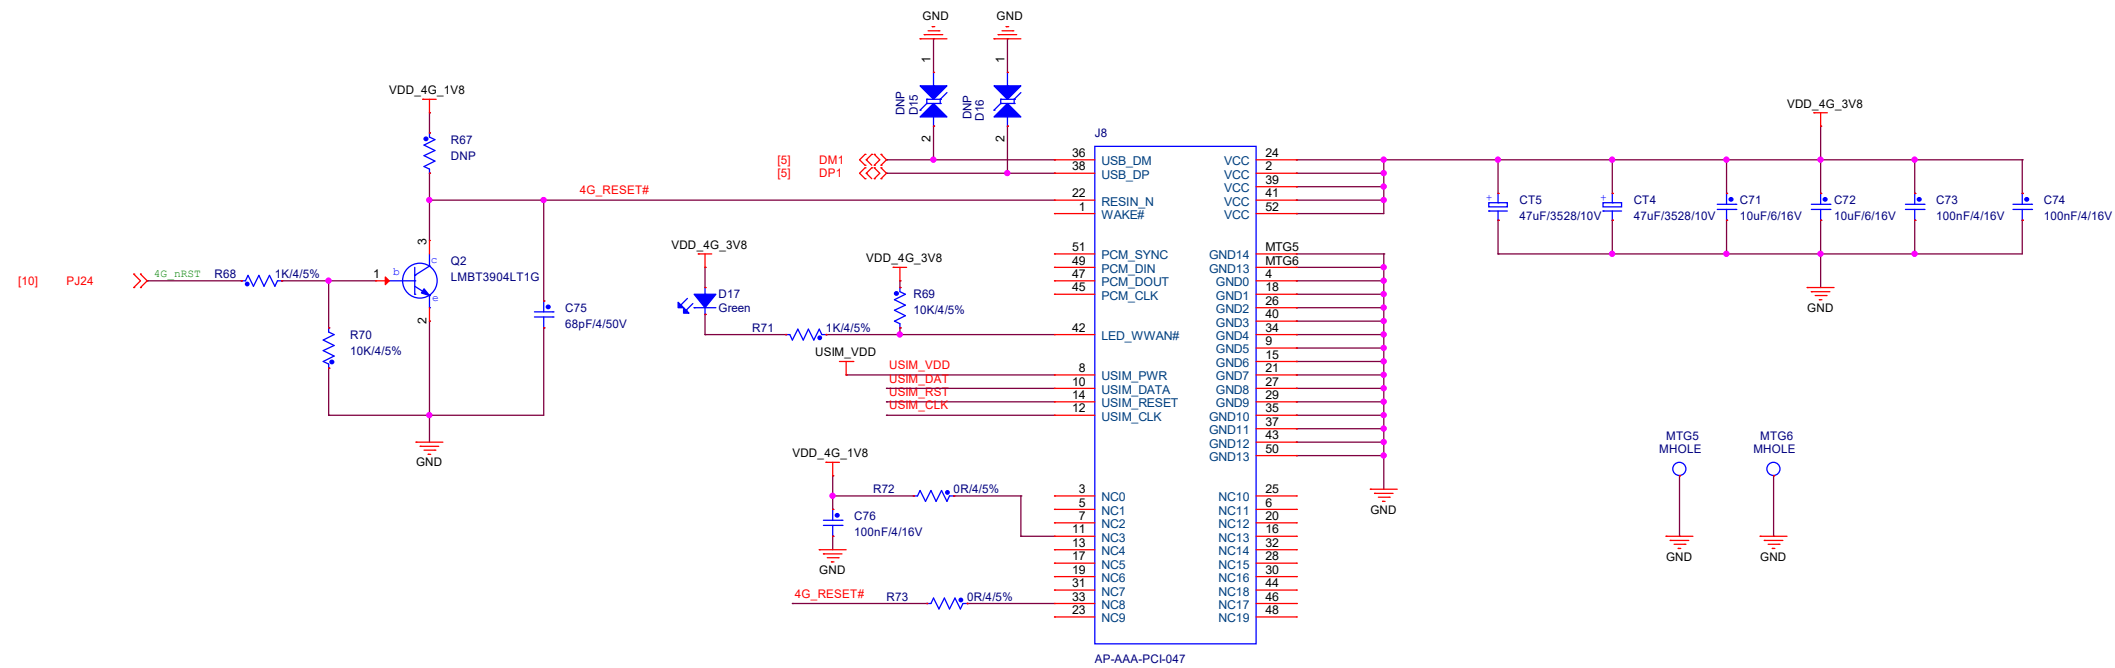 GND
GND
1
1
DNP
D15
DNP
D16
2
2
VDD_4G_1V8
R67
DNP
VDD_4G_3V8
J8
[5] DM1
[5] DP1
36 USB_DM
38 USB_DP
4G_RESET#
22 RESIN_N
1 WAKE#
51 PCM_SYNC
49 PCM_DIN
47 PCM_DOUT
45 PCM_CLK
42 LED_WWAN#
8 USIM_PWR
10 USIM_DATA
14 USIM_RESET
12 USIM_CLK
3 NC0
5 NC1
7 NC2
11 NC3
13 NC4
17 NC5
19 NC6
31 NC7
33 NC8
23 NC9
VCC 24
VCC 2
VCC 39
VCC 41
VCC 52
GND14 MTG5
GND13 MTG6
GND0 4
GND1 18
GND2 26
GND3 40
GND4 34
GND5 9
GND6 15
GND7 21
GND8 27
GND9 29
GND10 35
GND11 37
GND12 43
GND13 50
NC10 25
NC11 6
NC12 20
NC13 16
NC14 32
NC15 28
NC16 30
NC18 44
NC17 46
NC19 48
AP-AAA-PCI-047
GND
+
CT5
47uF/3528/10V
+
CT4
47uF/3528/10V
C71
10uF/6/16V
C72
10uF/6/16V
C73
100nF/4/16V
C74
100nF/4/16V
GND
3
Q2
LMBT3904LT1G
c
b
e
1
2
[10] PJ24
4G_nRST
R68 1K/4/5%
R70
10K/4/5%
C75
68pF/4/50V
GND
VDD_4G_3V8
D17
Green
VDD_4G_3V8
R69
10K/4/5%
R71 1K/4/5%
USIM_VDD
USIM_VDD
USIM_DAT
USIM_RST
USIM_CLK
VDD_4G_1V8
R72 0R/4/5%
C76
100nF/4/16V
GND
4G_RESET# R73 0R/4/5%
MTG5
MHOLE
GND
MTG6
MHOLE
GND